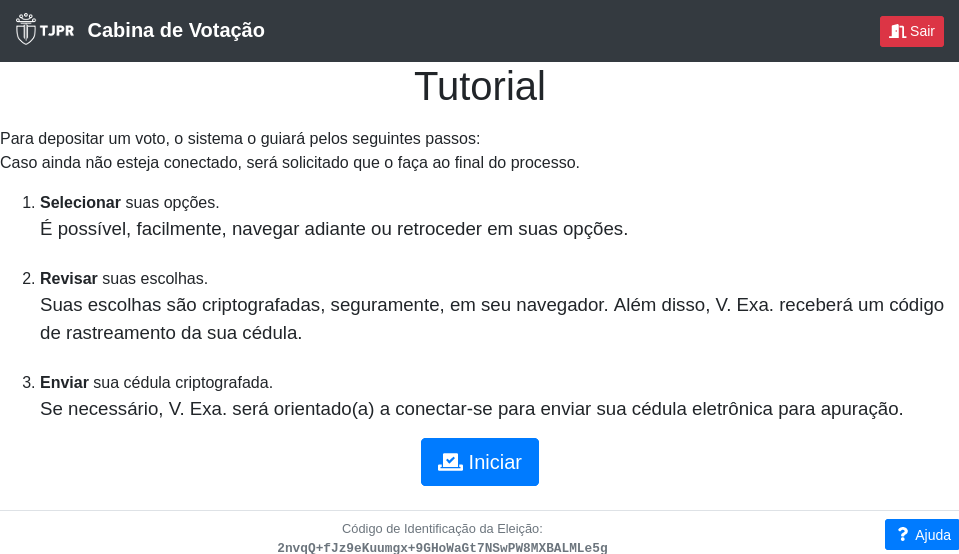 TJPR Cabina de Votação
Sair
Tutorial
Para depositar um voto, o sistema o guiará pelos seguintes passos:
Caso ainda não esteja conectado, será solicitado que o faça ao final do processo.
1. Selecionar suas opções.
É possível, facilmente, navegar adiante ou retroceder em suas opções.
2. Revisar suas escolhas.
Suas escolhas são criptografadas, seguramente, em seu navegador. Além disso, V. Exa. receberá um código
de rastreamento da sua cédula.
3. Enviar sua cédula criptografada.
Se necessário, V. Exa. será orientado(a) a conectar-se para enviar sua cédula eletrônica para apuração.
Iniciar
Código de Identificação da Eleição:
2nvqQ+fJz9eKuumgx+9GHoWaGt7NSwPW8MXBALMLe5g
? Ajuda